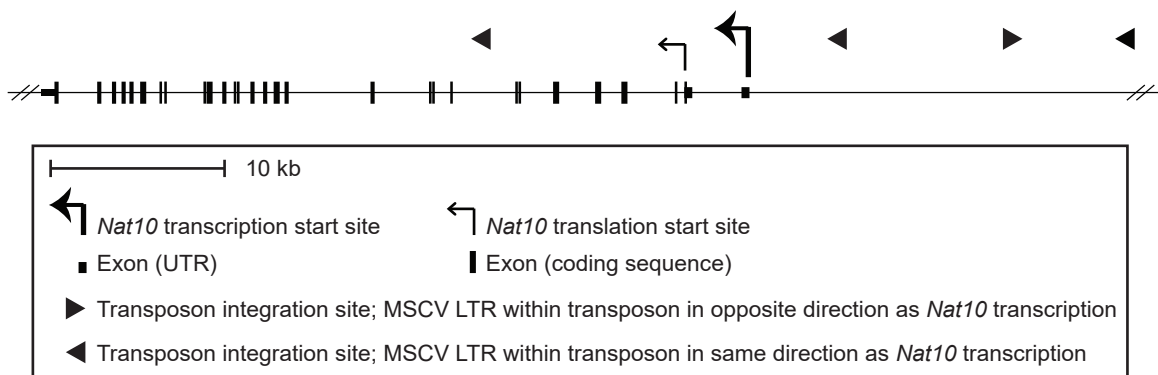 10 kb
Nat10 transcription start site
Nat10 translation start site
Exon (UTR)
Exon (coding sequence)
Transposon integration site; MSCV LTR within transposon in opposite direction as Nat10 transcription
Transposon integration site; MSCV LTR within transposon in same direction as Nat10 transcription